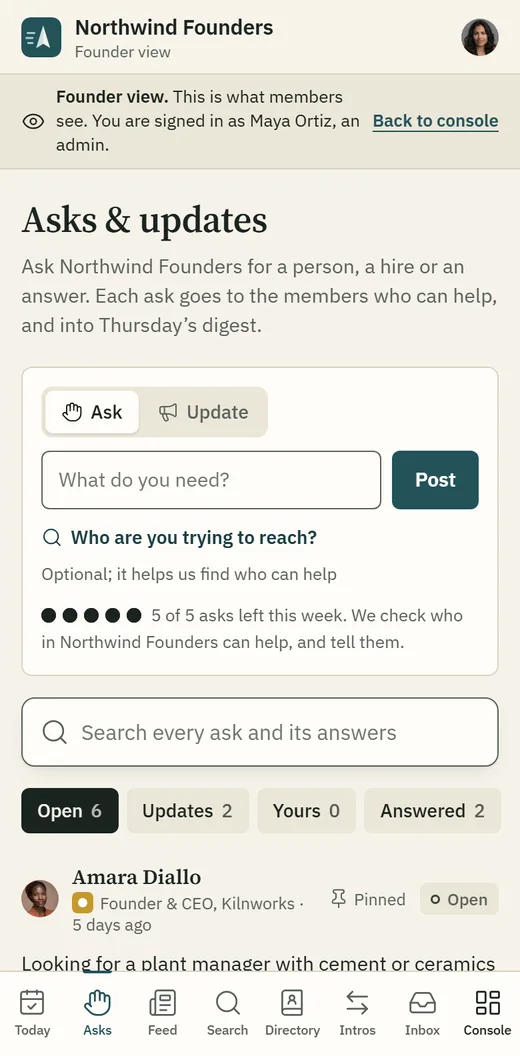 Northwind Founders
Founder view
Founder view. This is what members
see. You are signed in as Maya Ortiz, an
admin.
Back to console
Asks & updates
Ask Northwind Founders for a person, a hire or an
answer. Each ask goes to the members who can help,
and into Thursday’s digest.
Ask
Update
What do you need?
Post
Who are you trying to reach?
Optional; it helps us find who can help
5 of 5 asks left this week. We check who
in Northwind Founders can help, and tell them.
Search every ask and its answers
Open 6
Updates 2
Yours 0
Answered 2
Amara Diallo
Founder & CEO, Kilnworks ·
5 days ago
Pinned
Open
Looking for a plant manager with cement or ceramics
Today
Asks
Feed
Search
Directory
Intros
Inbox
Console